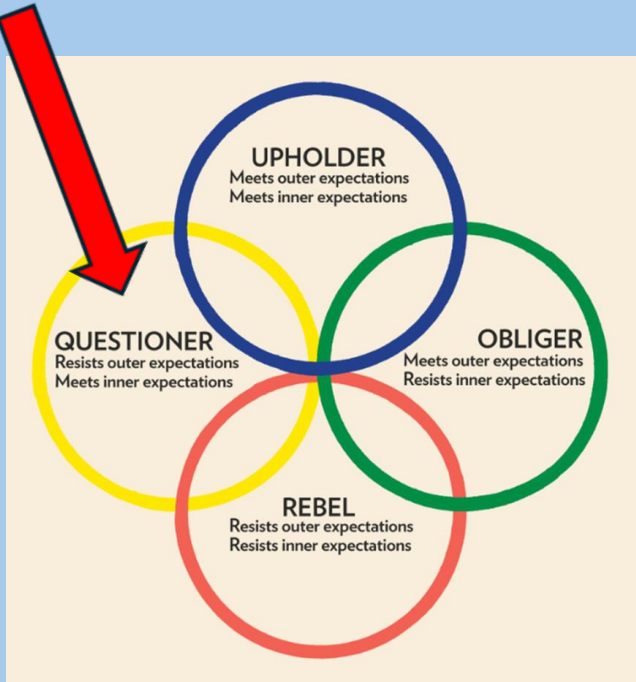 UPHOLDER
Meets outer expectations
Meets inner expectations
QUESTIONER
Resists outer expectations
Meets inner expectations
OBLIGER
Meets outer expectations
Resists inner expectations
REBEL
Resists outer expectations
Resists inner expectations